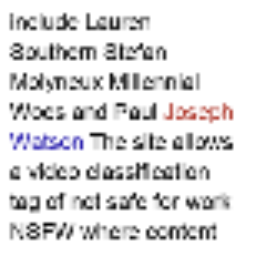 include Lauren
Southern Stefan
Molyneux Millennial
Woes and Paul Joseph
Watson The site allows
a video classification
tag of not safe for work
NSFW where content